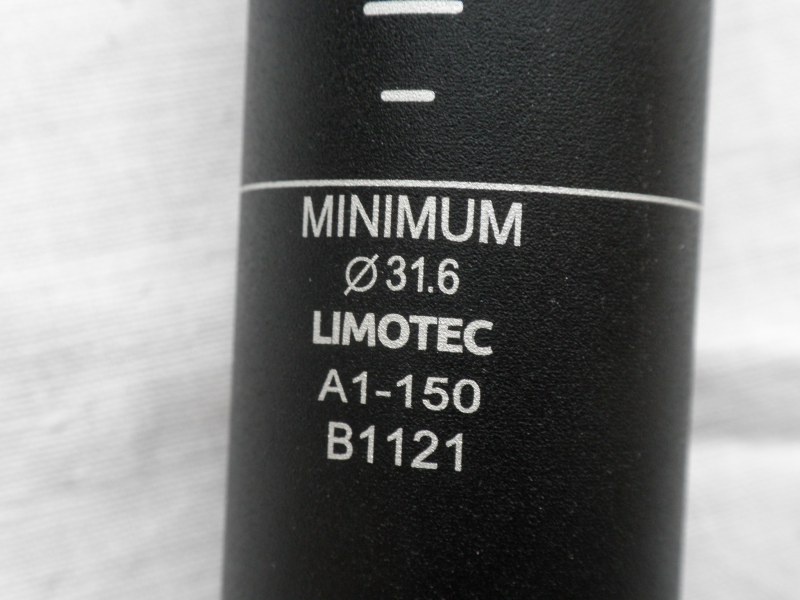 MINIMUM
Ø31.6
LIMOTEC
A1-150
B1121